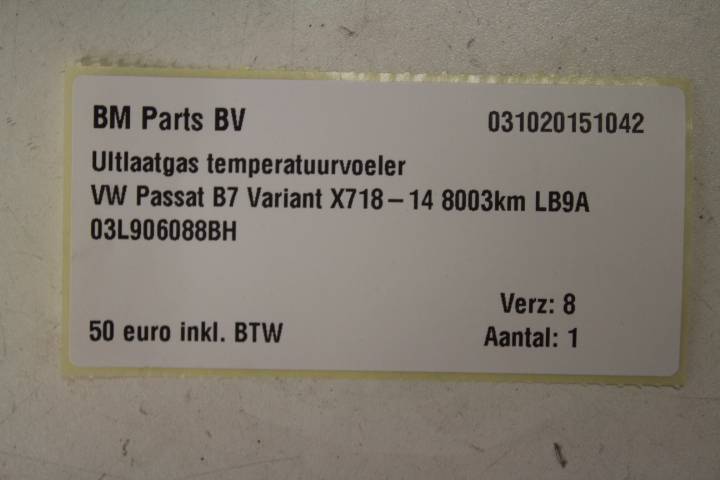 BM Parts BV 031020151042
Ultlaatgas temperatuurvoeler
VW Passat B7 Variant X718-14 8003km LB9A
03L906088BH
Verz: 8
50 euro inkl. BTW Aantal: 1